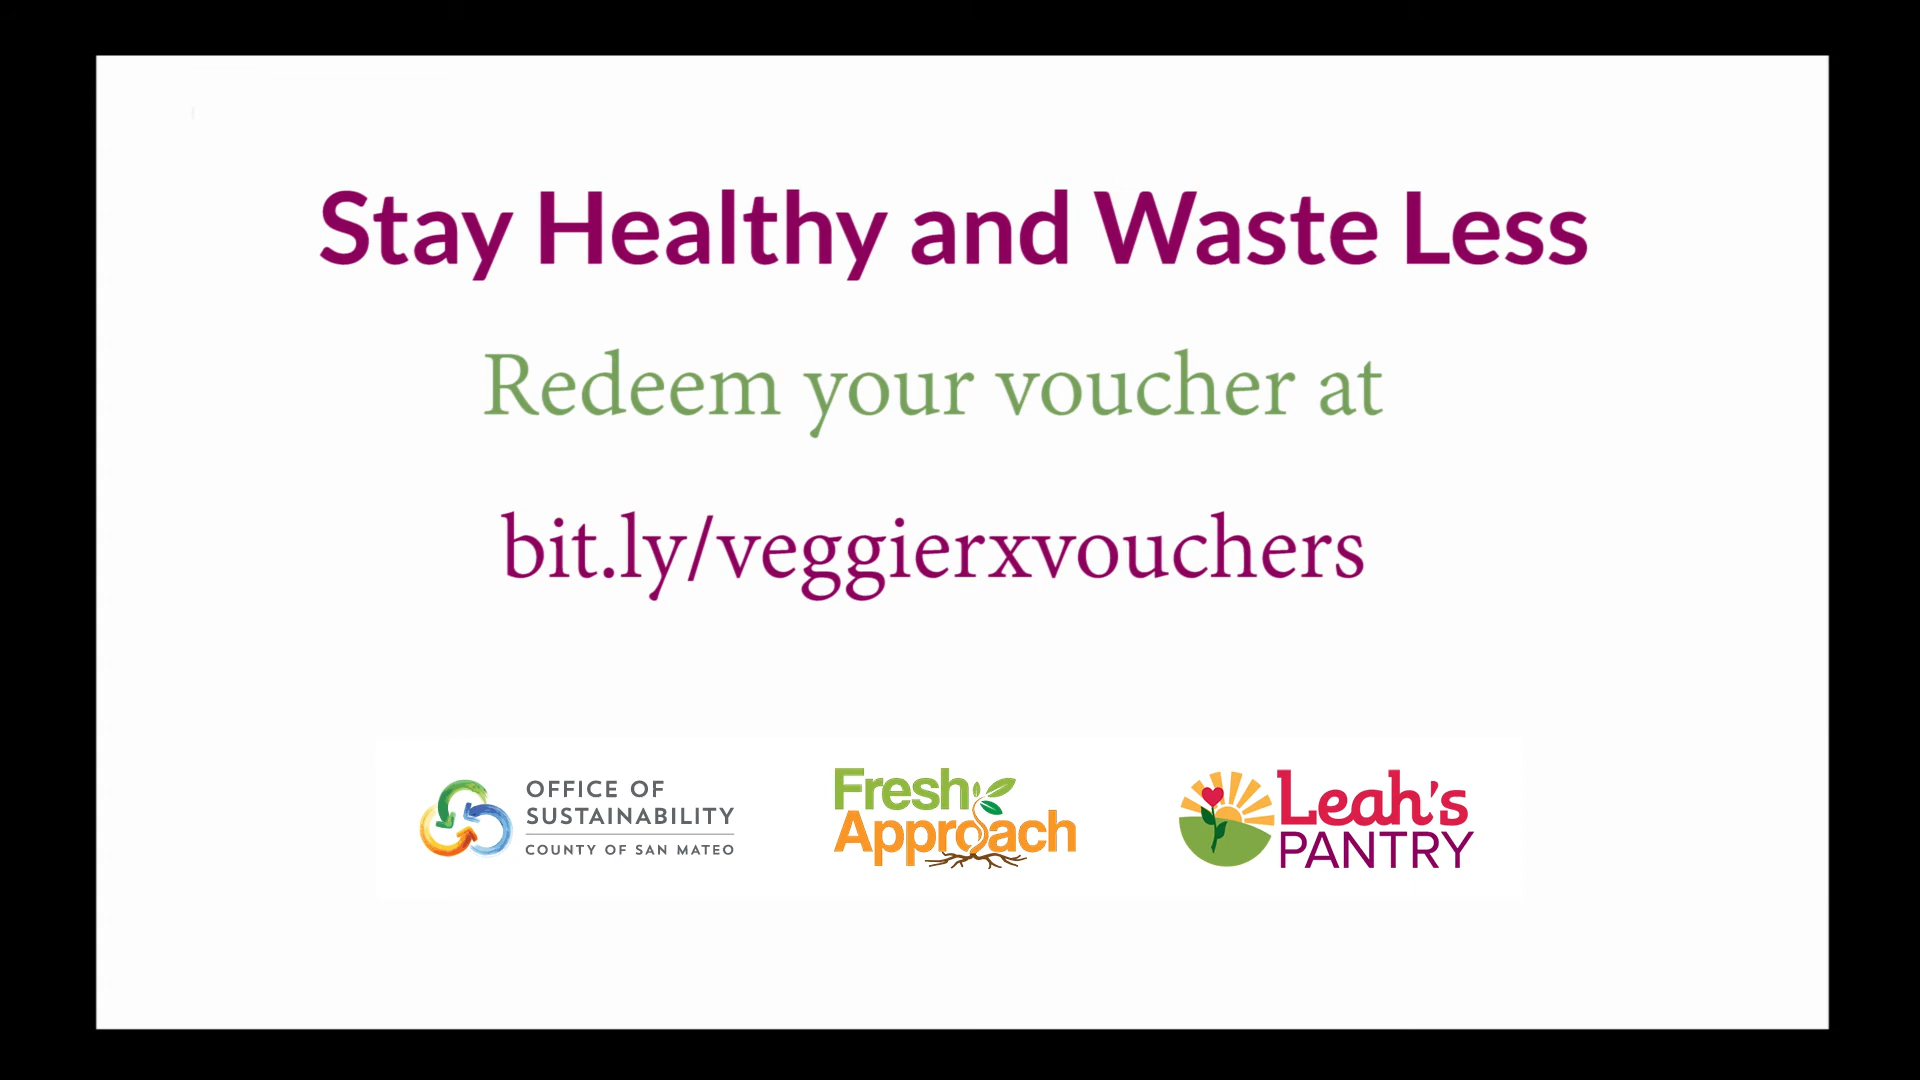 Stay Healthy and Waste Less
Redeem your voucher at
bit.ly/veggierxvouchers
OFFICE OF
SUSTAINABILITY
COUNTY OF SAN MATEO
Fresh
Approach
Leah's
PANTRY